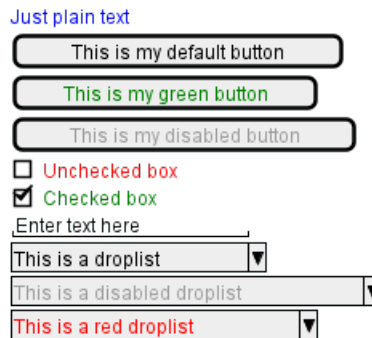 Just plain text
This is my default button
This is my green button
This is my disabled button
Unchecked box
Checked box
Enter text here
This is a droplist
This is a disabled droplist
This is a red droplist